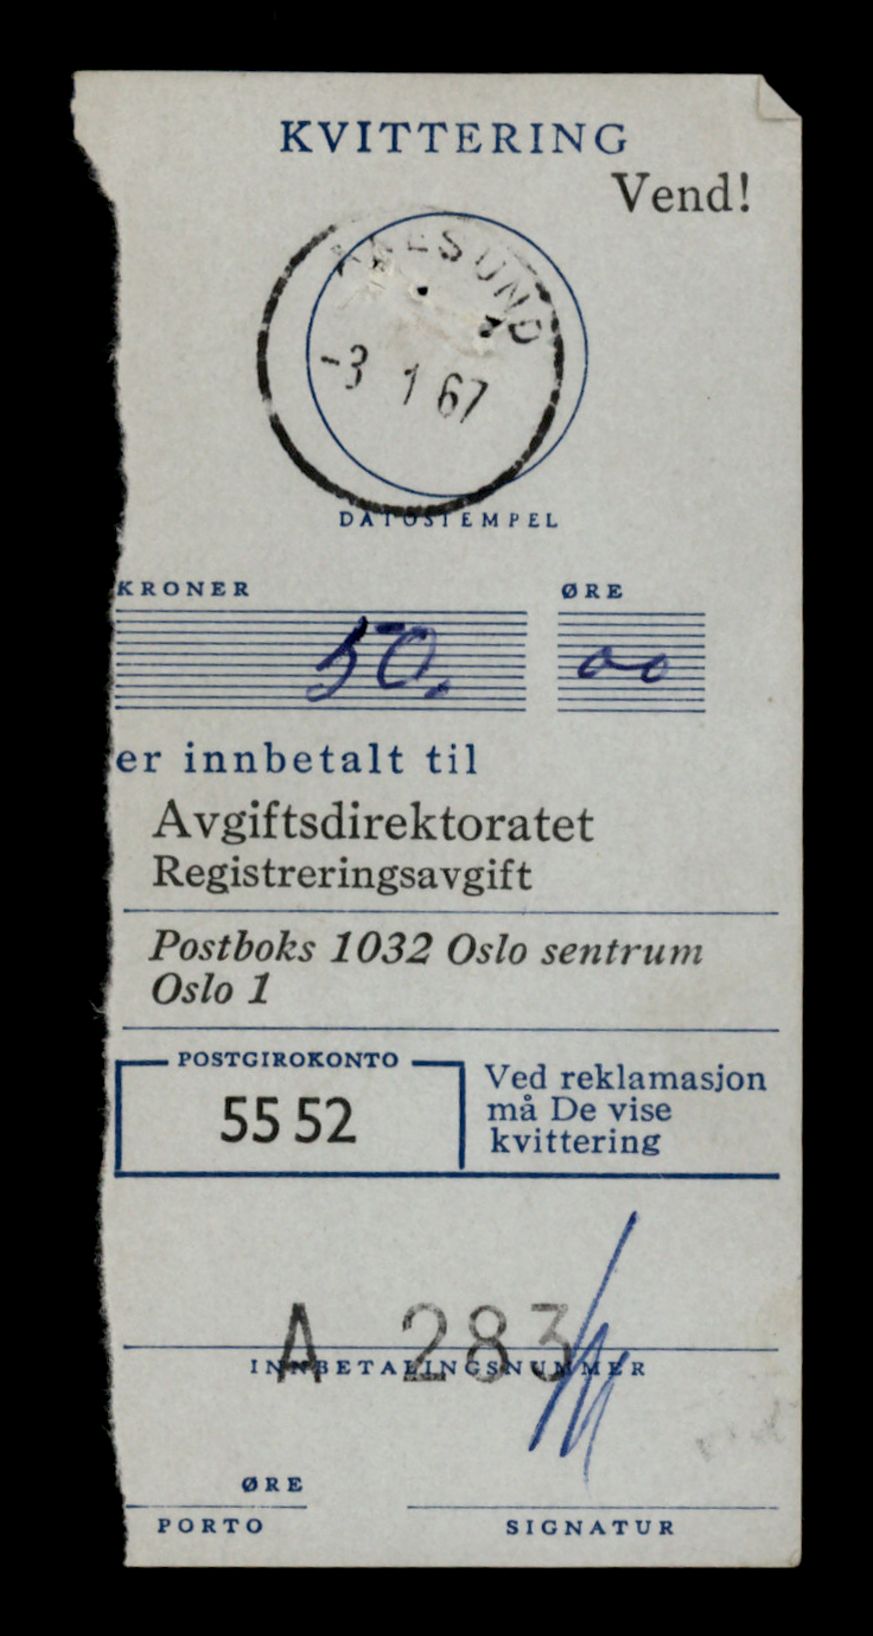 KVITTERING
Vend!
ÅLESUND
-3 1 67
DATOSTEMPEL
KRONER ØRE
50. 00
er innbetalt til
Avgiftsdirektoratet
Registreringsavgift
Postboks 1032 Oslo sentrum
Oslo 1
POSTGIROKONTO
55 52
Ved reklamasjon
må De vise
kvittering
A 283
INNBETALINGSNUMMER
ØRE
PORTO SIGNATUR